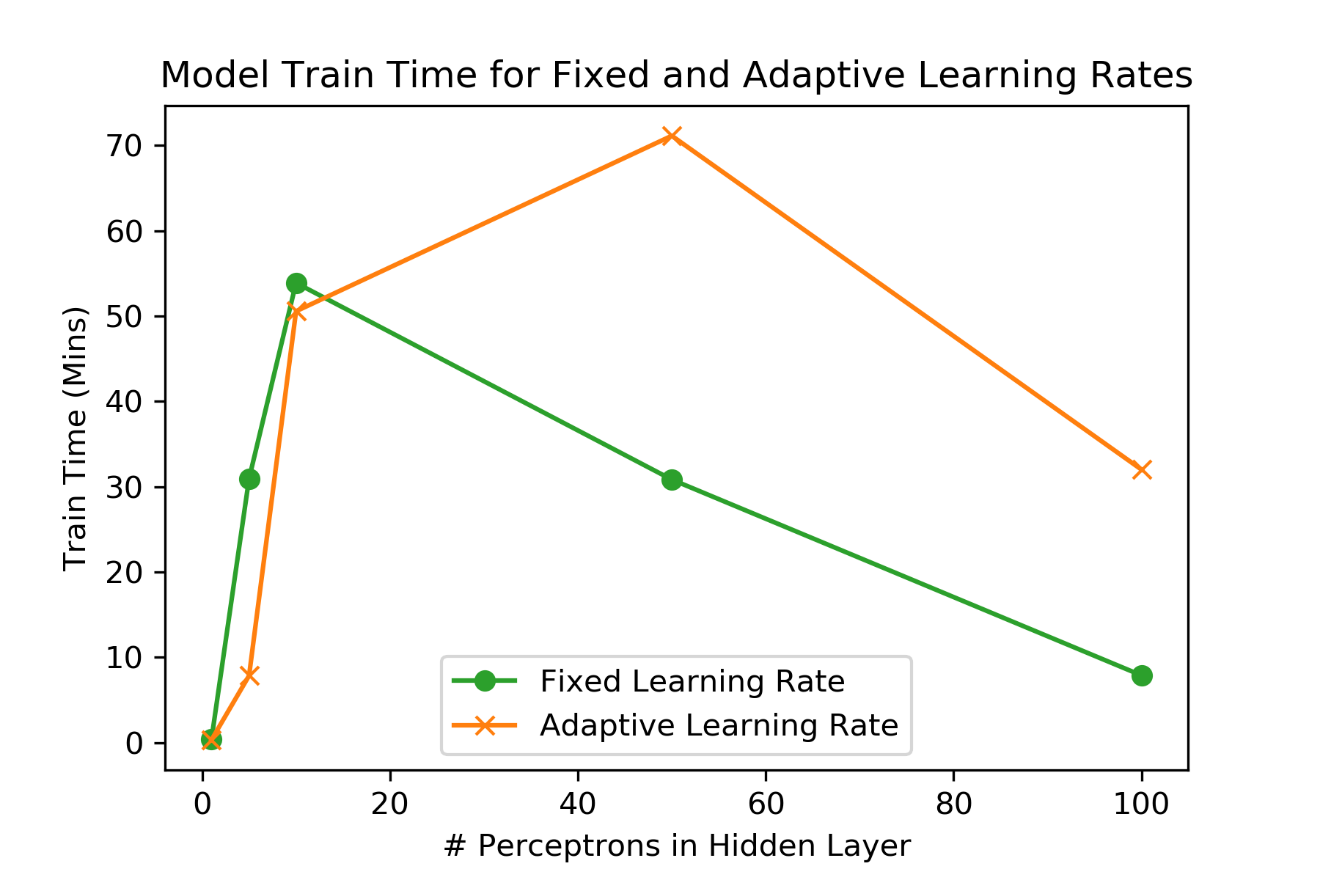 Model Train Time for Fixed and Adaptive Learning Rates
70
60
50
40
30
20
10
0
Train Time (Mins)
Fixed Learning Rate
Adaptive Learning Rate
0 20 40 60 80 100
# Perceptrons in Hidden Layer